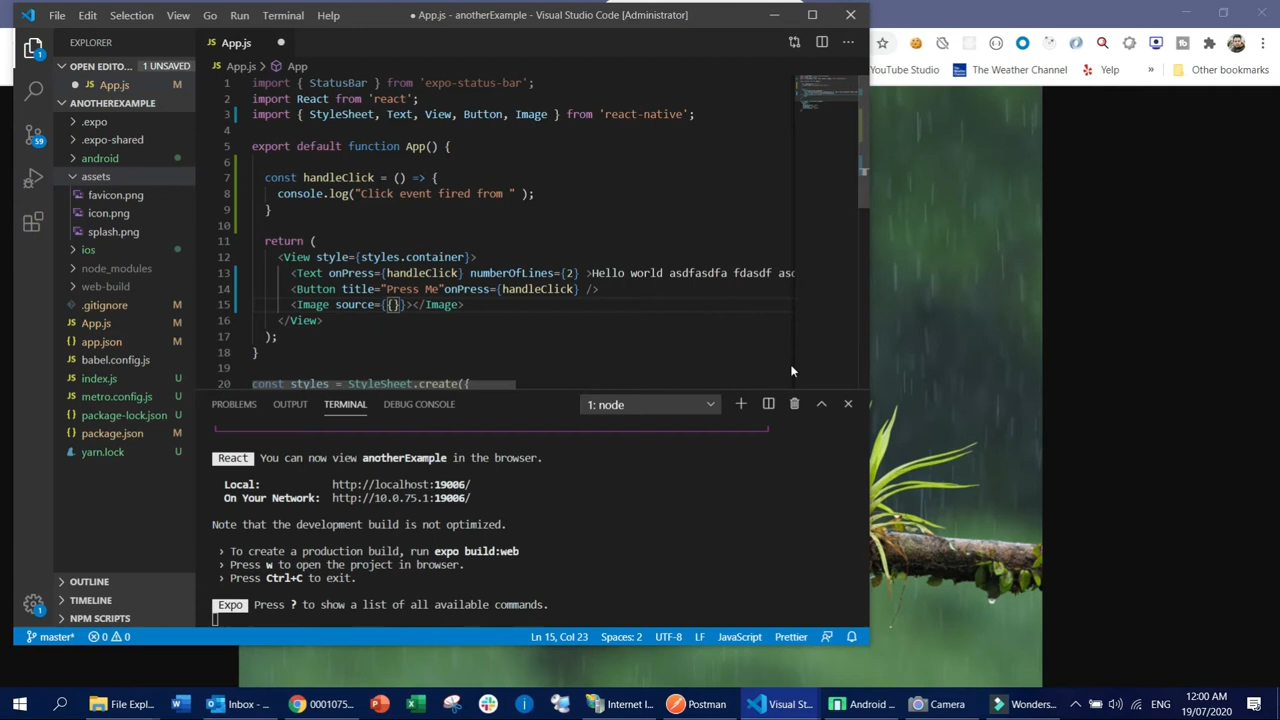 File Edit Selection View Go Run Terminal Help ● App.js - anotherExample - Visual Studio Code [Administrator]
EXPLORER
OPEN EDITO... 1 UNSAVED
App.js M
ANOTHEREXAMPLE
.expo
.expo-shared
android
assets
favicon.png
icon.png
splash.png
ios
node_modules
web-build
.gitignore
App.js M
app.json M
babel.config.js
index.js U
metro.config.js U
package-lock.json U
package.json M
yarn.lock U
OUTLINE
TIMELINE
NPM SCRIPTS
1
59
1
App.js
App.js > App
1 import { StatusBar } from 'expo-status-bar';
2 import React from 'react';
3 import { StyleSheet, Text, View, Button, Image } from 'react-native';
4
5 export default function App() {
6
7 const handleClick = () => {
8 console.log("Click event fired from " );
9 }
10
11 return (
12 <View style={styles.container}>
13 <Text onPress={handleClick} numberOfLines={2} >Hello world asdfasdfa fdasdf asd
14 <Button title="Press Me"onPress={handleClick} />
15 <Image source={{}}></Image>
16 </View>
17 );
18 }
19
20 const styles = StyleSheet.create({
PROBLEMS OUTPUT TERMINAL DEBUG CONSOLE 1: node
React You can now view anotherExample in the browser.
Local: http://localhost:19006/
On Your Network: http://10.0.75.1:19006/
Note that the development build is not optimized.
› To create a production build, run expo build:web
› Press w to open the project in browser.
› Press Ctrl+C to exit.
Expo Press ? to show a list of all available commands.
master* 0 0 Ln 15, Col 23 Spaces: 2 UTF-8 LF JavaScript Prettier
YouTube Studio The Weather Channel Yelp » Other bookmarks
File Expl... Inbox - ... 0001075... Internet I... Postman Visual St... Android ... Camera Wonders... ENG 12:00 AM
19/07/2020